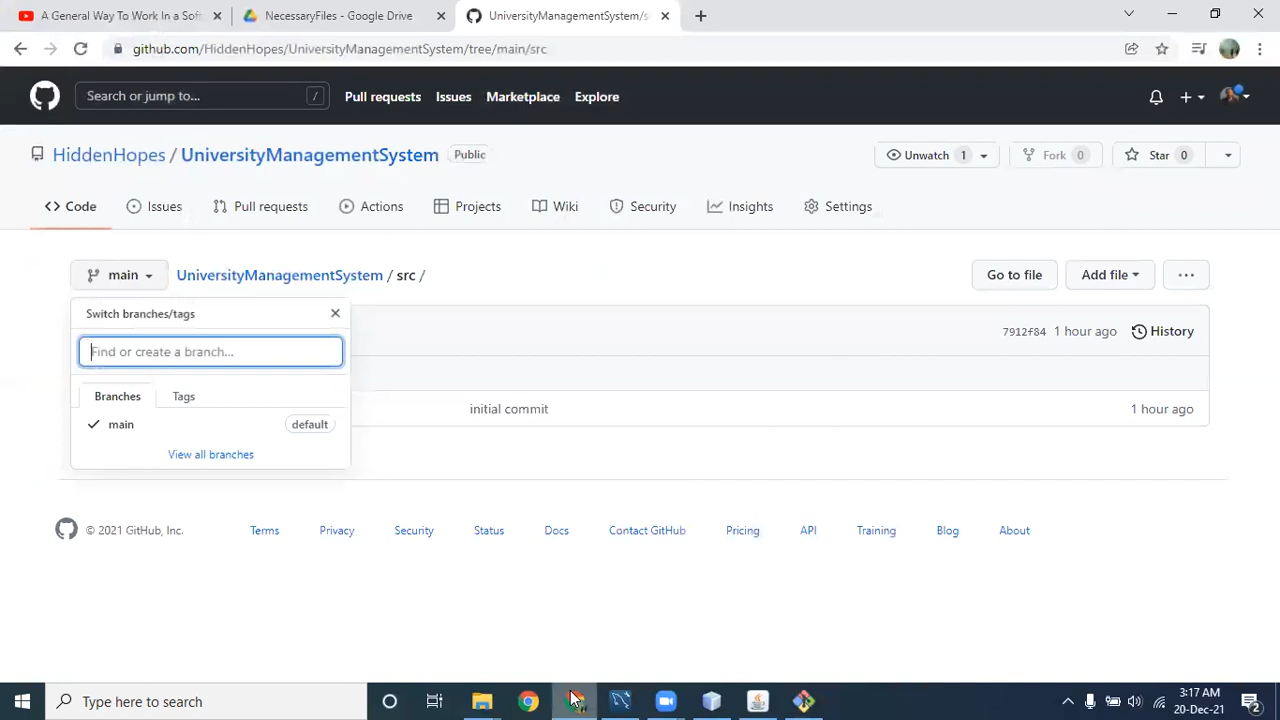 A General Way To Work In a Soft
NecessaryFiles - Google Drive
UniversityManagementSystem/s
github.com/HiddenHopes/UniversityManagementSystem/tree/main/src
Search or jump to... /
Pull requests
Issues
Marketplace
Explore
HiddenHopes / UniversityManagementSystem Public
Unwatch 1
Fork 0
Star 0
Code
Issues
Pull requests
Actions
Projects
Wiki
Security
Insights
Settings
main
UniversityManagementSystem / src /
Go to file
Add file
Switch branches/tags
Find or create a branch...
7912f84 1 hour ago History
Branches Tags
initial commit 1 hour ago
main default
View all branches
© 2021 GitHub, Inc.
Terms
Privacy
Security
Status
Docs
Contact GitHub
Pricing
API
Training
Blog
About
Type here to search
3:17 AM
20-Dec-21
2